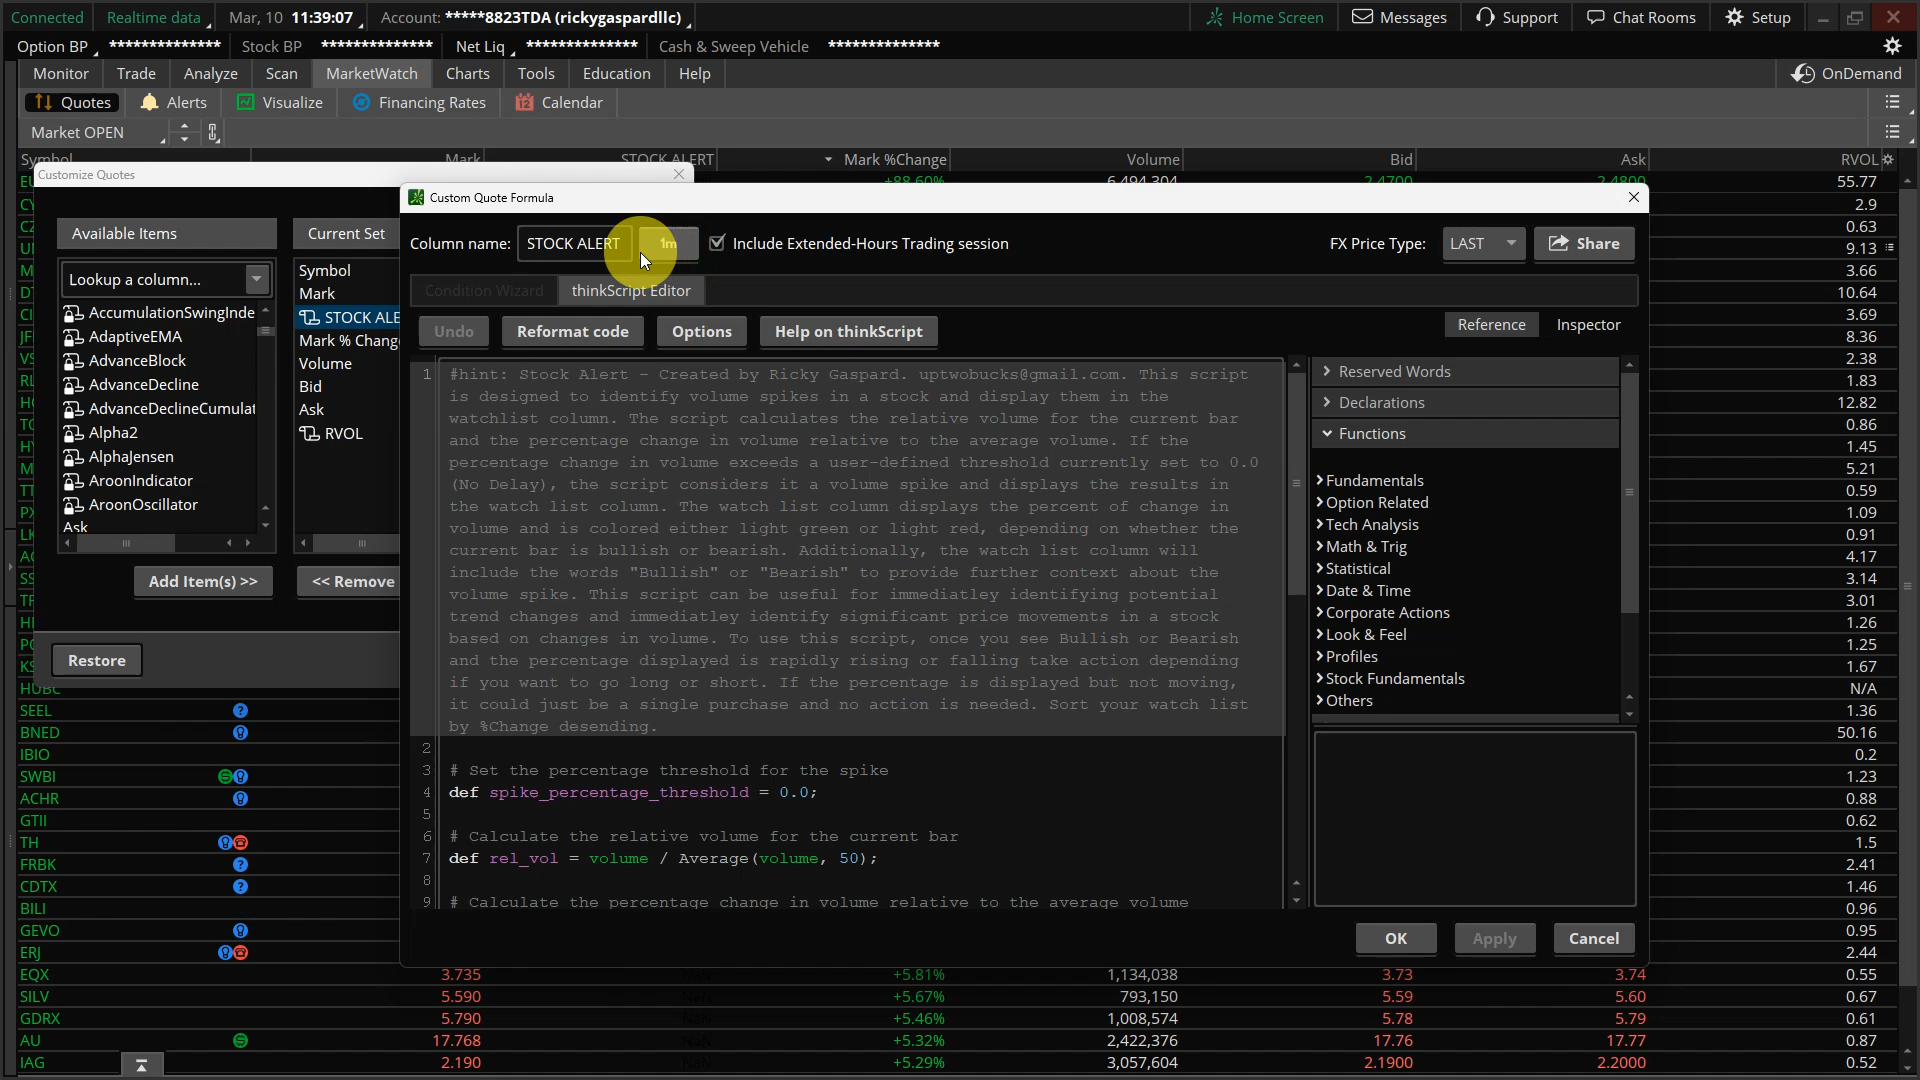 Connected Realtime data Mar, 10 11:39:07 Account: *****8823TDA (rickygaspardllc) Home Screen Messages Support Chat Rooms Setup
Option BP ************** Stock BP ************** Net Liq ************** Cash & Sweep Vehicle **************
Monitor Trade Analyze Scan MarketWatch Charts Tools Education Help OnDemand
Quotes Alerts Visualize Financing Rates Calendar
Market OPEN
Symbol Mark STOCK ALERT Mark %Change Volume Bid Ask RVOL
+88.60% 6,494,304 2.4700 2.4800 55.77
Customize Quotes
Available Items Current Set
Lookup a column...
AccumulationSwingInde
AdaptiveEMA
AdvanceBlock
AdvanceDecline
AdvanceDeclineCumulat
Alpha2
AlphaJensen
AroonIndicator
AroonOscillator
Ask
Symbol
Mark
STOCK ALE
Mark % Chang
Volume
Bid
Ask
RVOL
Add Item(s) >> << Remove
Restore
Custom Quote Formula
Column name: STOCK ALERT 1m Include Extended-Hours Trading session FX Price Type: LAST Share
Condition Wizard thinkScript Editor
Undo Reformat code Options Help on thinkScript Reference Inspector
1 #hint: Stock Alert - Created by Ricky Gaspard. uptwobucks@gmail.com. This script
is designed to identify volume spikes in a stock and display them in the
watchlist column. The script calculates the relative volume for the current bar
and the percentage change in volume relative to the average volume. If the
percentage change in volume exceeds a user-defined threshold currently set to 0.0
(No Delay), the script considers it a volume spike and displays the results in
the watch list column. The watch list column displays the percent of change in
volume and is colored either light green or light red, depending on whether the
current bar is bullish or bearish. Additionally, the watch list column will
include the words "Bullish" or "Bearish" to provide further context about the
volume spike. This script can be useful for immediatley identifying potential
trend changes and immediatley identify significant price movements in a stock
based on changes in volume. To use this script, once you see Bullish or Bearish
and the percentage displayed is rapidly rising or falling take action depending
if you want to go long or short. If the percentage is displayed but not moving,
it could just be a single purchase and no action is needed. Sort your watch list
by %Change desending.
2
3 # Set the percentage threshold for the spike
4 def spike_percentage_threshold = 0.0;
5
6 # Calculate the relative volume for the current bar
7 def rel_vol = volume / Average(volume, 50);
8
9 # Calculate the percentage change in volume relative to the average volume
Reserved Words
Declarations
Functions
Fundamentals
Option Related
Tech Analysis
Math & Trig
Statistical
Date & Time
Corporate Actions
Look & Feel
Profiles
Stock Fundamentals
Others
OK Apply Cancel
2.9
0.63
9.13
3.66
10.64
3.69
8.36
2.38
1.83
12.82
0.86
1.45
5.21
0.59
1.09
0.91
4.17
3.14
3.01
1.26
1.25
1.67
HUBC N/A
SEEL 1.36
BNED 50.16
IBIO 0.2
SWBI 1.23
ACHR 0.88
GTII 0.62
TH 1.5
FRBK 2.41
CDTX 1.46
BILI 0.96
GEVO 0.95
ERJ 2.44
EQX 3.735 NaN +5.81% 1,134,038 3.73 3.74 0.55
SILV 5.590 NaN +5.67% 793,150 5.59 5.60 0.67
GDRX 5.790 NaN +5.46% 1,008,574 5.78 5.79 0.61
AU 17.768 NaN +5.32% 2,422,376 17.76 17.77 0.87
IAG 2.190 NaN +5.29% 3,057,604 2.1900 2.2000 0.52